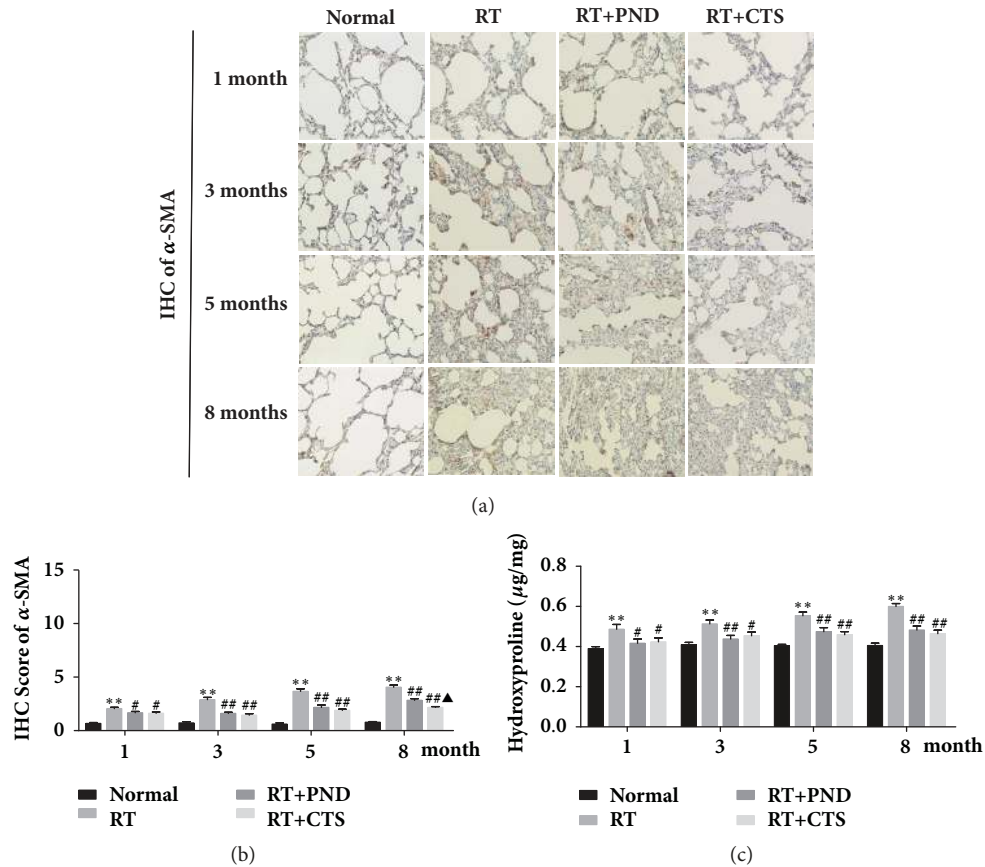 Normal RT RT+PND RT+CTS
IHC of α-SMA
1 month
3 months
5 months
8 months
(a)
IHC Score of α-SMA
15
10
5
0
** # #
** ## ##
** ## ##
** ## ##▲
1 3 5 8 month
Normal RT+PND
RT RT+CTS
(b)
Hydroxyproline (μg/mg)
0.8
0.6
0.4
0.2
0.0
** # #
** ## #
** ## ##
** ## ##
1 3 5 8 month
Normal RT+PND
RT RT+CTS
(c)